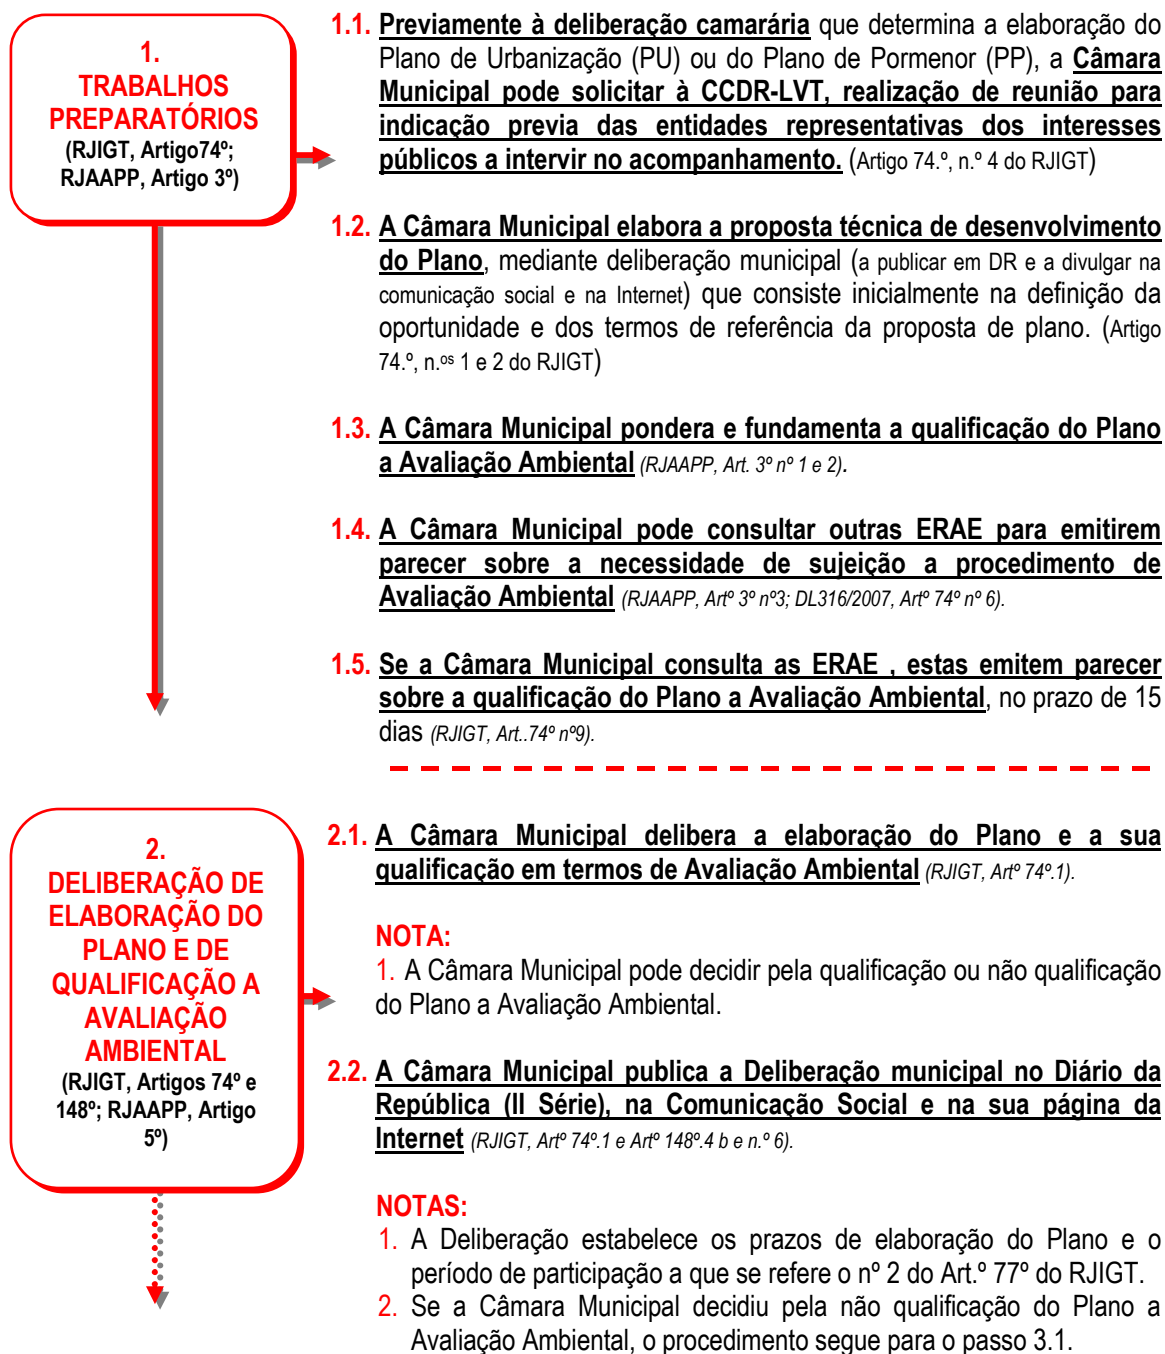 1.
TRABALHOS
PREPARATÓRIOS
(RJIGT, Artigo74º;
RJAAPP, Artigo 3º)
1.1. Previamente à deliberação camarária que determina a elaboração do
Plano de Urbanização (PU) ou do Plano de Pormenor (PP), a Câmara
Municipal pode solicitar à CCDR-LVT, realização de reunião para
indicação previa das entidades representativas dos interesses
públicos a intervir no acompanhamento. (Artigo 74.º, n.º 4 do RJIGT)
1.2. A Câmara Municipal elabora a proposta técnica de desenvolvimento
do Plano, mediante deliberação municipal (a publicar em DR e a divulgar na
comunicação social e na Internet) que consiste inicialmente na definição da
oportunidade e dos termos de referência da proposta de plano. (Artigo
74.º, n.os 1 e 2 do RJIGT)
1.3. A Câmara Municipal pondera e fundamenta a qualificação do Plano
a Avaliação Ambiental (RJAAPP, Art. 3º nº 1 e 2).
1.4. A Câmara Municipal pode consultar outras ERAE para emitirem
parecer sobre a necessidade de sujeição a procedimento de
Avaliação Ambiental (RJAAPP, Artº 3º nº3; DL316/2007, Artº 74º nº 6).
1.5. Se a Câmara Municipal consulta as ERAE , estas emitem parecer
sobre a qualificação do Plano a Avaliação Ambiental, no prazo de 15
dias (RJIGT, Art..74º nº9).
2.
DELIBERAÇÃO DE
ELABORAÇÃO DO
PLANO E DE
QUALIFICAÇÃO A
AVALIAÇÃO
AMBIENTAL
(RJIGT, Artigos 74º e
148º; RJAAPP, Artigo
5º)
2.1. A Câmara Municipal delibera a elaboração do Plano e a sua
qualificação em termos de Avaliação Ambiental (RJIGT, Artº 74º.1).
NOTA:
1. A Câmara Municipal pode decidir pela qualificação ou não qualificação
do Plano a Avaliação Ambiental.
2.2. A Câmara Municipal publica a Deliberação municipal no Diário da
República (II Série), na Comunicação Social e na sua página da
Internet (RJIGT, Artº 74º.1 e Artº 148º.4 b e n.º 6).
NOTAS:
1. A Deliberação estabelece os prazos de elaboração do Plano e o
período de participação a que se refere o nº 2 do Art.º 77º do RJIGT.
2. Se a Câmara Municipal decidiu pela não qualificação do Plano a
Avaliação Ambiental, o procedimento segue para o passo 3.1.